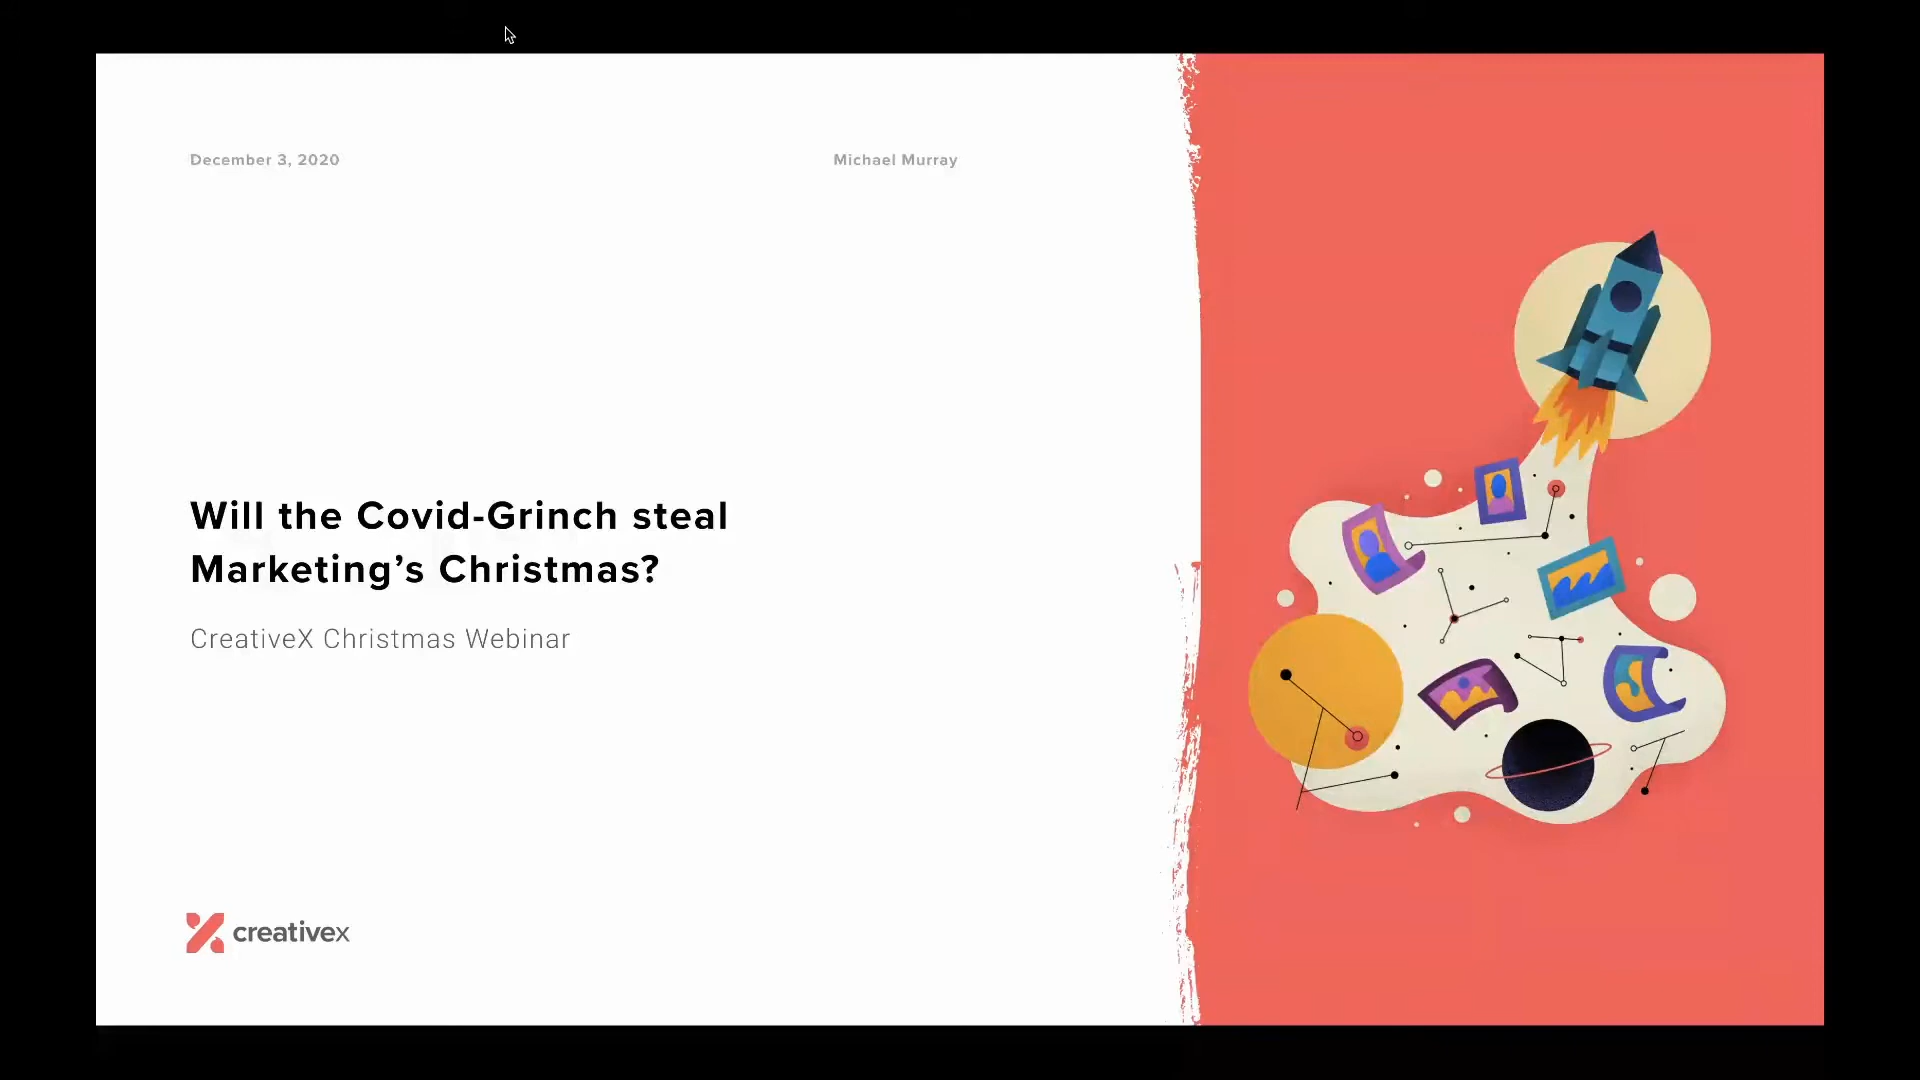 December 3, 2020
Michael Murray
Will the Covid-Grinch steal
Marketing’s Christmas?
CreativeX Christmas Webinar
creativex